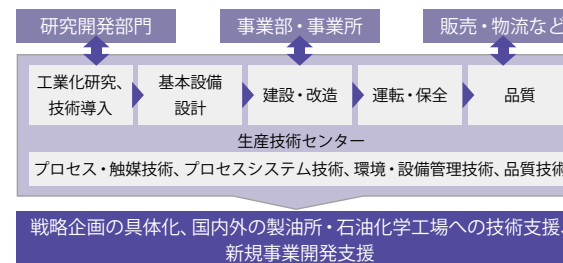 研究開発部門
事業部・事業所
販売・物流など
工業化研究、
技術導入
基本設備
設計
建設・改造
運転・保全
品質
生産技術センター
プロセス・触媒技術、プロセスシステム技術、環境・設備管理技術、品質技術
戦略企画の具体化、国内外の製油所・石油化学工場への技術支援、
新規事業開発支援